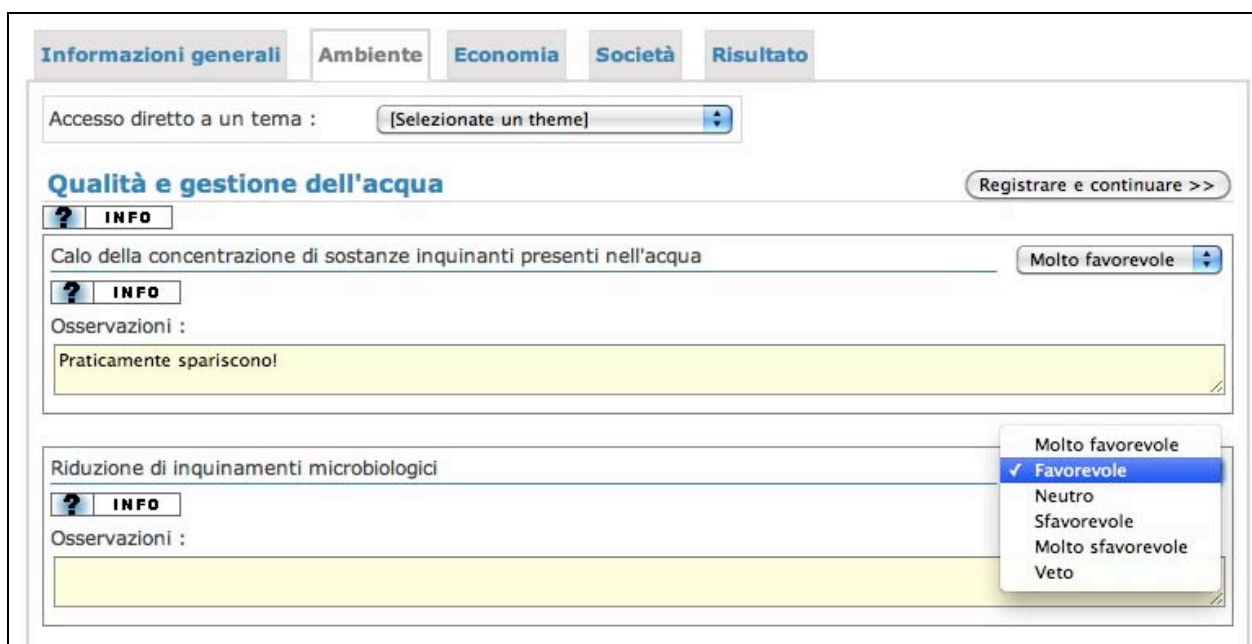 Informazioni generali Ambiente Economia Società Risultato
Accesso diretto a un tema : [Selezionate un theme]
Qualità e gestione dell'acqua Registrare e continuare >>
? INFO
Calo della concentrazione di sostanze inquinanti presenti nell'acqua Molto favorevole
? INFO
Osservazioni :
Praticamente spariscono!
Molto favorevole
Riduzione di inquinamenti microbiologici ✓ Favorevole
? INFO Neutro
Sfavorevole
Osservazioni : Molto sfavorevole
Veto